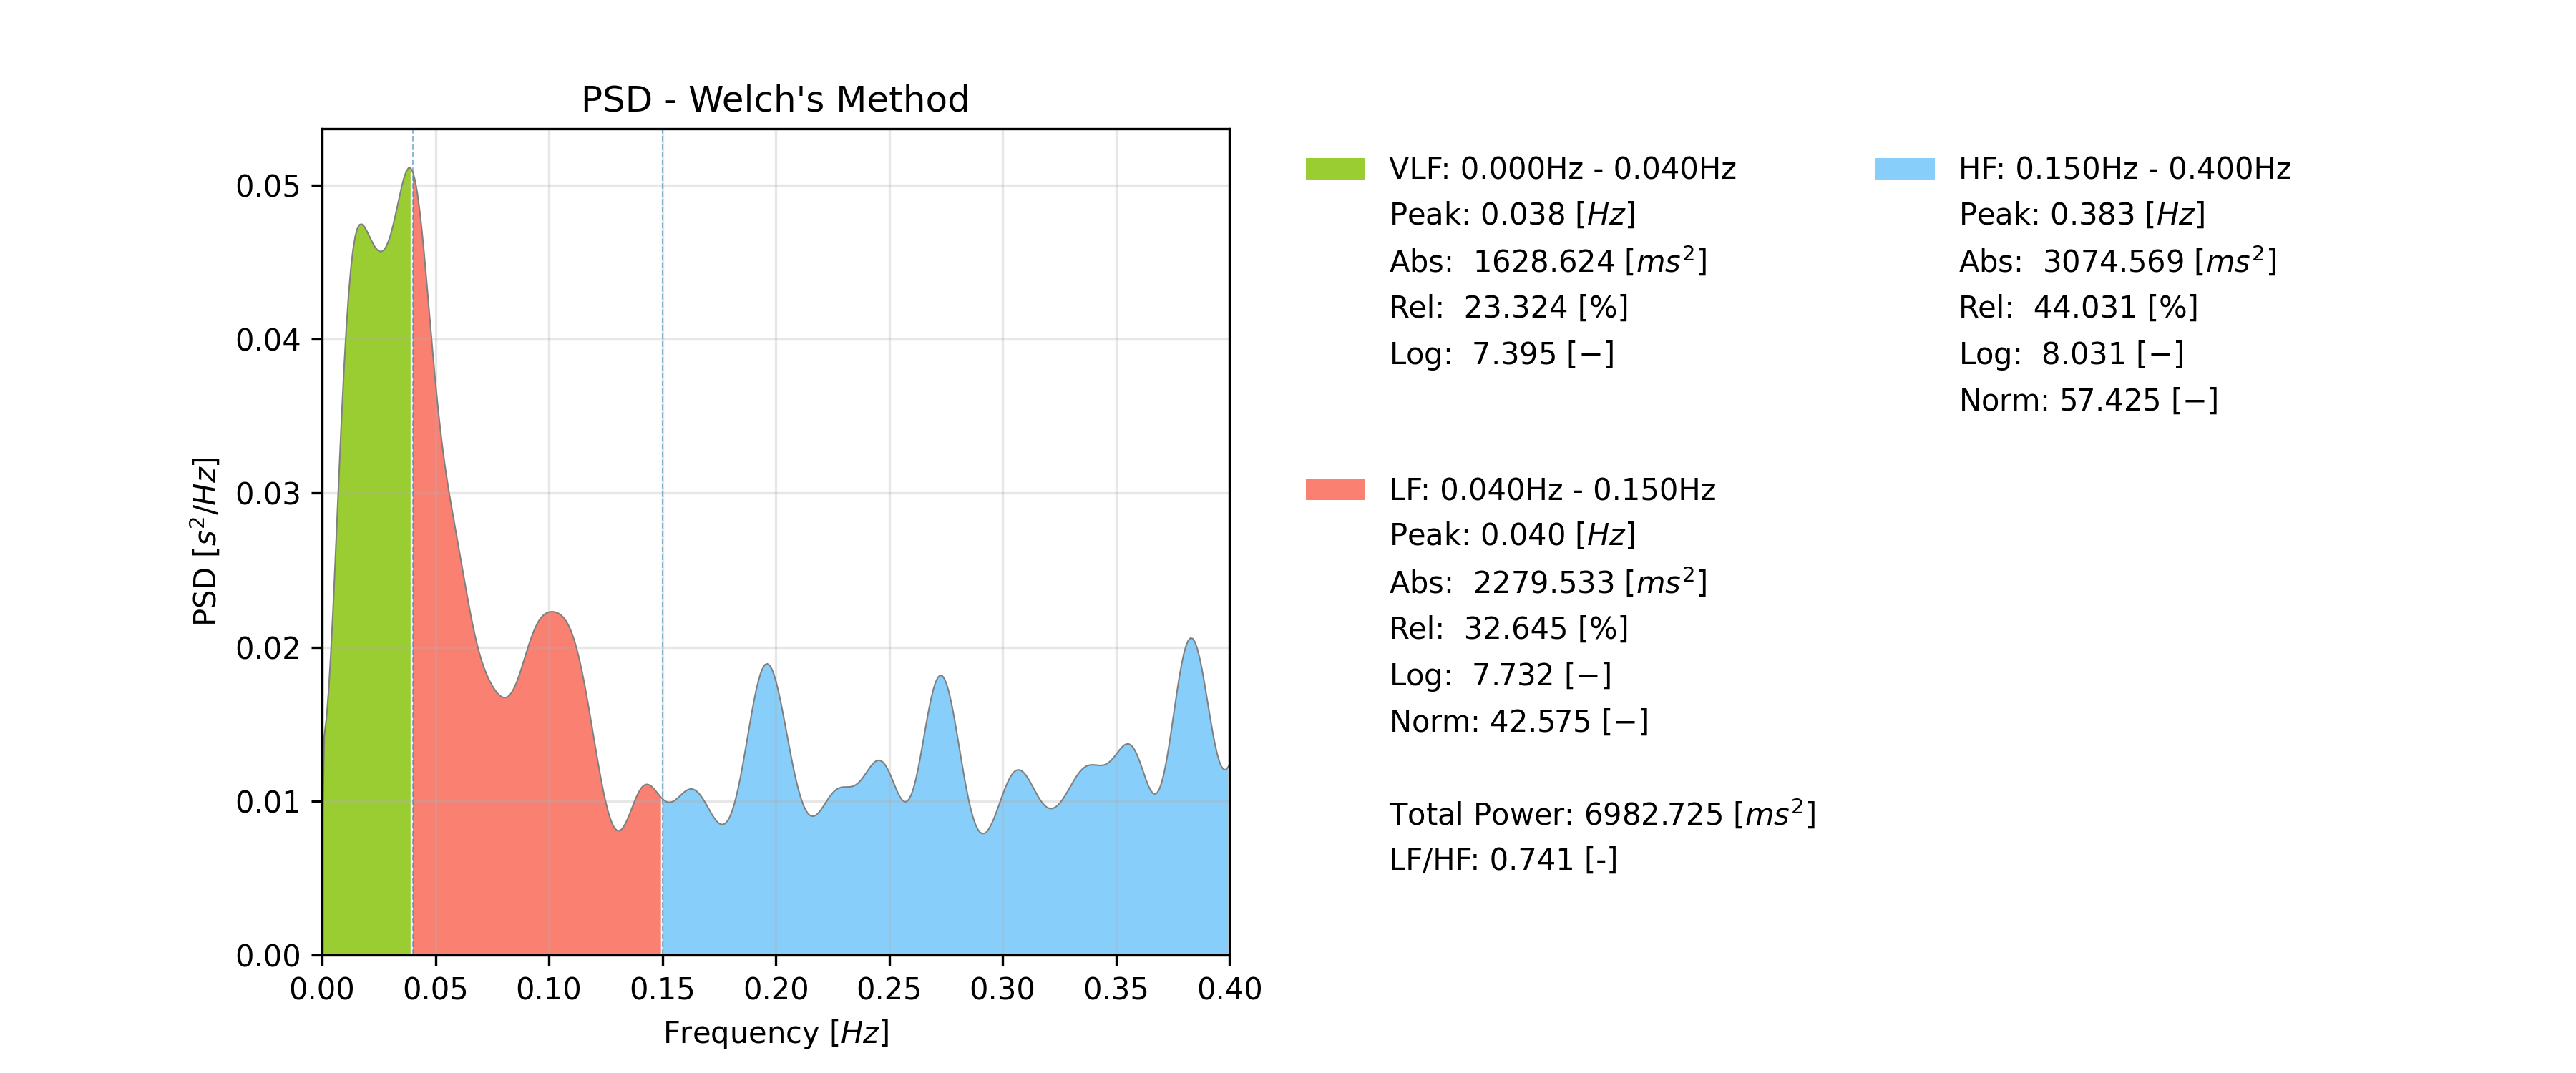 PSD - Welch's Method
PSD [s²/Hz]
0.05
0.04
0.03
0.02
0.01
0.00
0.00 0.05 0.10 0.15 0.20 0.25 0.30 0.35 0.40
Frequency [Hz]
VLF: 0.000Hz - 0.040Hz
Peak: 0.038 [Hz]
Abs: 1628.624 [ms²]
Rel: 23.324 [%]
Log: 7.395 [−]
LF: 0.040Hz - 0.150Hz
Peak: 0.040 [Hz]
Abs: 2279.533 [ms²]
Rel: 32.645 [%]
Log: 7.732 [−]
Norm: 42.575 [−]
Total Power: 6982.725 [ms²]
LF/HF: 0.741 [-]
HF: 0.150Hz - 0.400Hz
Peak: 0.383 [Hz]
Abs: 3074.569 [ms²]
Rel: 44.031 [%]
Log: 8.031 [−]
Norm: 57.425 [−]